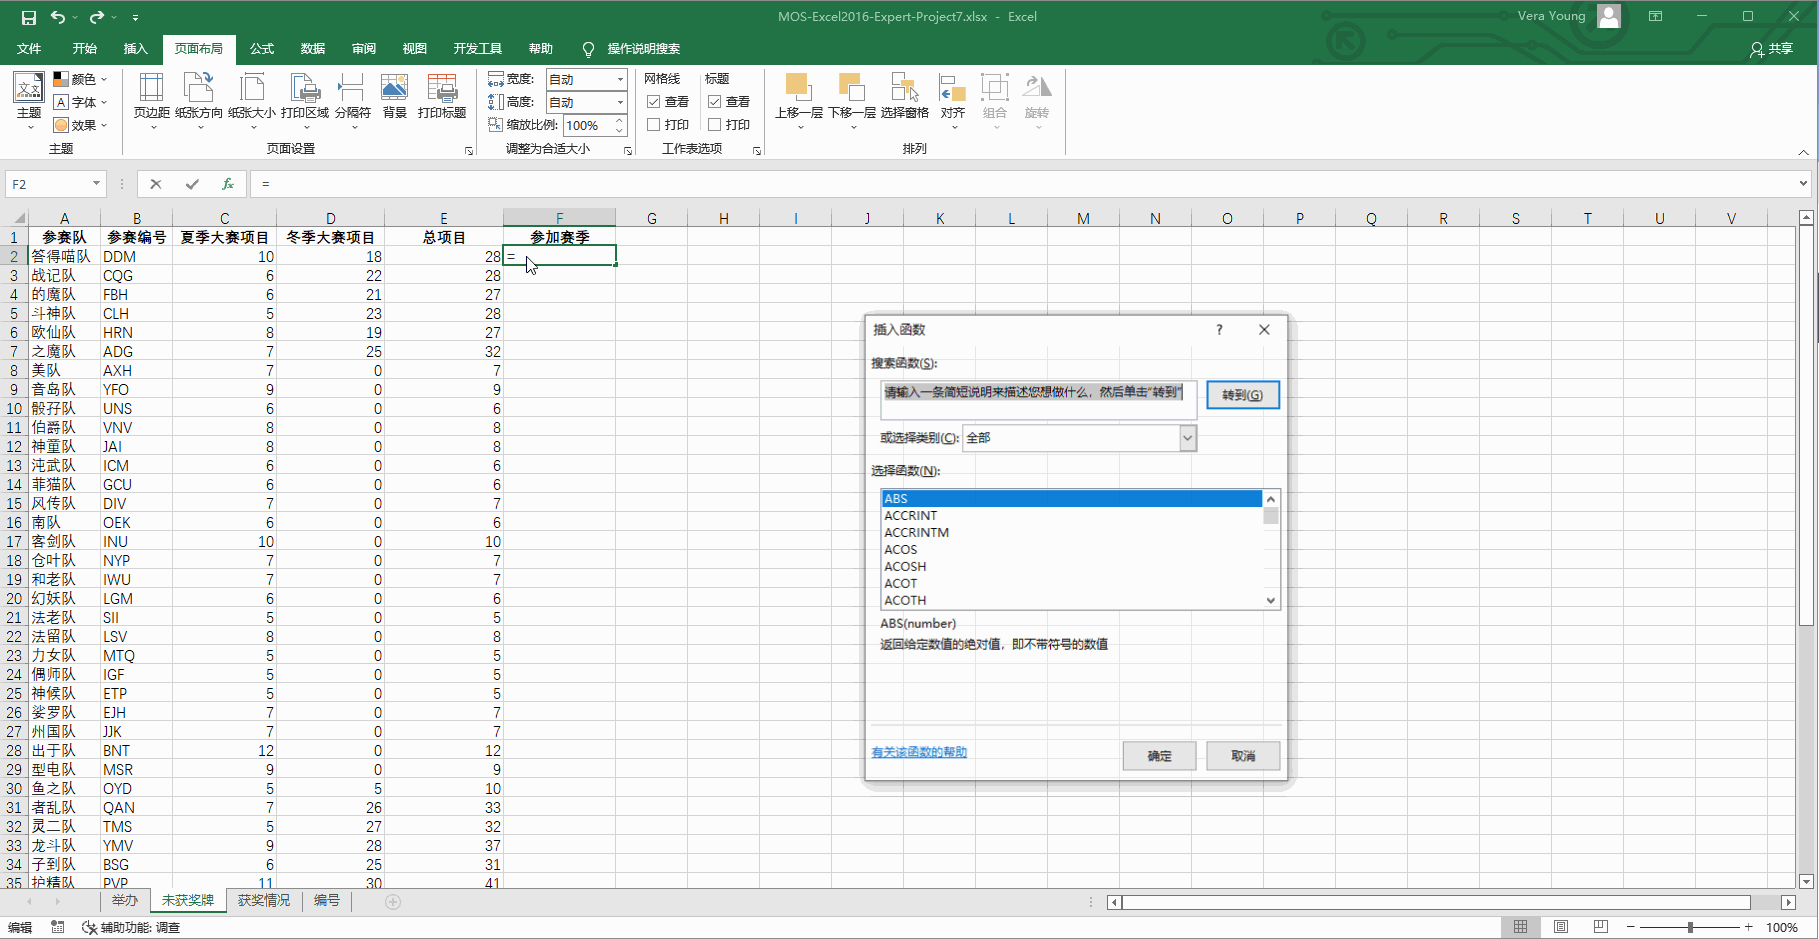 MOS-Excel2016-Expert-Project7.xlsx - Excel
Vera Young
文件 开始 插入 页面布局 公式 数据 审阅 视图 开发工具 帮助 操作说明搜索 共享
主题
颜色
字体
效果
主题
页边距 纸张方向 纸张大小 打印区域 分隔符 背景 打印标题
页面设置
宽度: 自动
高度: 自动
缩放比例: 100%
调整为合适大小
网格线 标题
查看 查看
打印 打印
工作表选项
上移一层 下移一层 选择窗格 对齐 组合 旋转
排列
F2 fx =
A B C D E F G H I J K L M N O P Q R S T U V
1 参赛队 参赛编号 夏季大赛项目 冬季大赛项目 总项目 参加赛季
2 答得喵队 DDM 10 18 28 =
3 战记队 CQG 6 22 28
4 的魔队 FBH 6 21 27
5 斗神队 CLH 5 23 28
6 欧仙队 HRN 8 19 27
7 之魔队 ADG 7 25 32
8 美队 AXH 7 0 7
9 音岛队 YFO 9 0 9
10 骰孖队 UNS 6 0 6
11 伯爵队 VNV 8 0 8
12 神童队 JAI 8 0 8
13 沌武队 ICM 6 0 6
14 菲猫队 GCU 6 0 6
15 风传队 DIV 7 0 7
16 南队 OEK 6 0 6
17 客剑队 INU 10 0 10
18 仓叶队 NYP 7 0 7
19 和老队 IWU 7 0 7
20 幻妖队 LGM 6 0 6
21 法老队 SII 5 0 5
22 法留队 LSV 8 0 8
23 力女队 MTQ 5 0 5
24 偶师队 IGF 5 0 5
25 神候队 ETP 5 0 5
26 娑罗队 EJH 7 0 7
27 州国队 JJK 7 0 7
28 出于队 BNT 12 0 12
29 型电队 MSR 9 0 9
30 鱼之队 OYD 5 5 10
31 者乱队 QAN 7 26 33
32 灵二队 TMS 5 27 32
33 龙斗队 YMV 9 28 37
34 子到队 BSG 6 25 31
35 护精队 PVP 11 30 41
插入函数 ?
搜索函数(S):
请输入一条简短说明来描述您想做什么，然后单击“转到”
转到(G)
或选择类别(C): 全部
选择函数(N):
ABS
ACCRINT
ACCRINTM
ACOS
ACOSH
ACOT
ACOTH
ABS(number)
返回给定数值的绝对值，即不带符号的数值
有关该函数的帮助
确定 取消
举办 未获奖牌 获奖情况 编号
编辑 辅助功能: 调查
100%